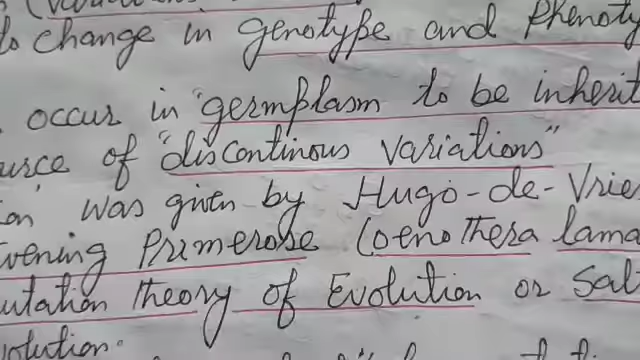 to change in genotype and Phenoty
occur in "germplasm to be inherit
urce of "discontinous variations"
on was given by Hugo-de-Vrie
vening Primerose (oenothera lama
utation theory of Evolution or Sal
olution.